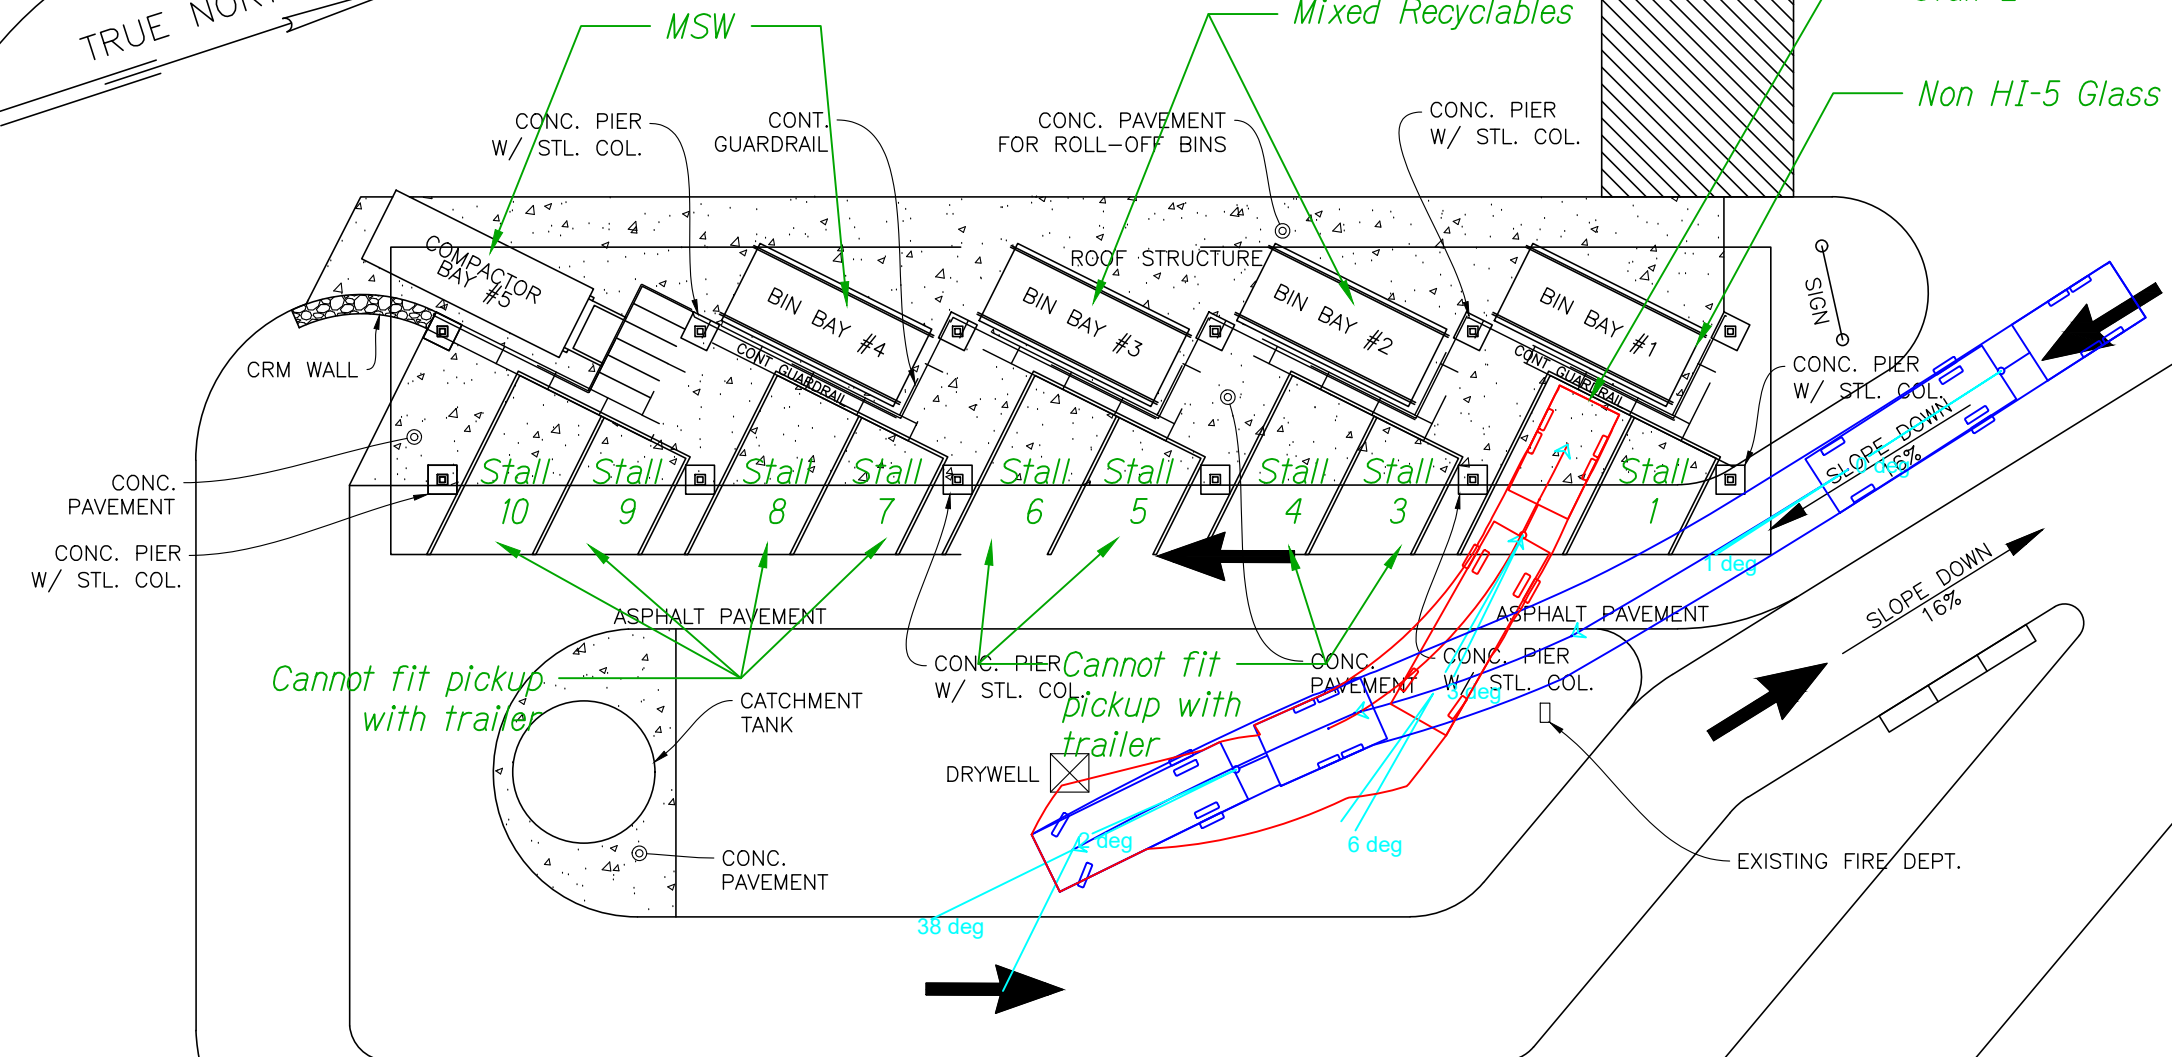 TRUE NOR
MSW
Mixed Recyclables
Non HI-5 Glass
CONC. PIER
W/ STL. COL.
CONT.
GUARDRAIL
CONC. PAVEMENT
FOR ROLL-OFF BINS
CONC. PIER
W/ STL. COL.
COMPACTOR
BAY #5
ROOF STRUCTURE
BIN BAY #4
BIN BAY #3
BIN BAY #2
BIN BAY #1
SIGN
CRM WALL
CONT GUARDRAIL
CONT GUARDRAIL
CONC. PIER
W/ STL. COL.
SLOPE DOWN
6%
0 deg
CONC.
PAVEMENT
CONC. PIER
W/ STL. COL.
Stall
10
Stall
9
Stall
8
Stall
7
Stall
6
Stall
5
Stall
4
Stall
3
Stall
1
1 deg
SLOPE DOWN
16%
ASPHALT PAVEMENT
ASPHALT PAVEMENT
Cannot fit pickup
with trailer
CONC. PIER
W/ STL. COL.
Cannot fit
pickup with
trailer
CONC.
PAVEMENT
CONC. PIER
W/ STL. COL.
3 deg
CATCHMENT
TANK
DRYWELL
0 deg
6 deg
CONC.
PAVEMENT
EXISTING FIRE DEPT.
38 deg